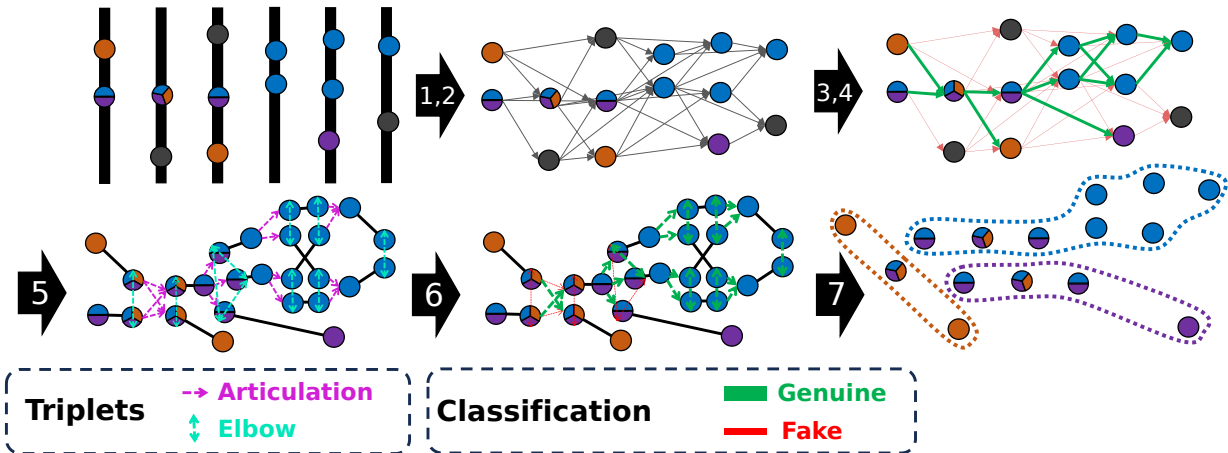 1,2
3,4
5
6
7
Triplets
Articulation
Elbow
Classification
Genuine
Fake